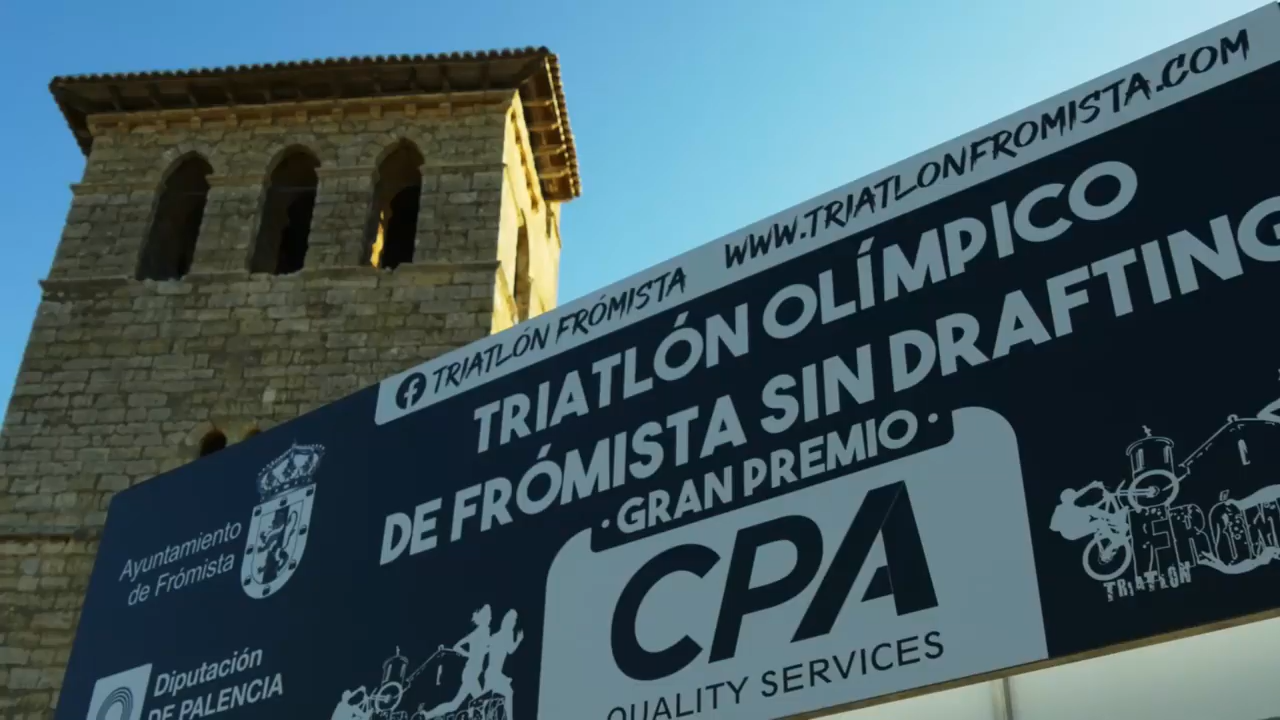 TRIATLÓN FRÓMISTA WWW.TRIATLONFROMISTA.COM
TRIATLÓN OLÍMPICO
DE FRÓMISTA SIN DRAFTING
· GRAN PREMIO ·
CPA
QUALITY SERVICES
Ayuntamiento
de Frómista
Diputación
DE PALENCIA
TRIATLON